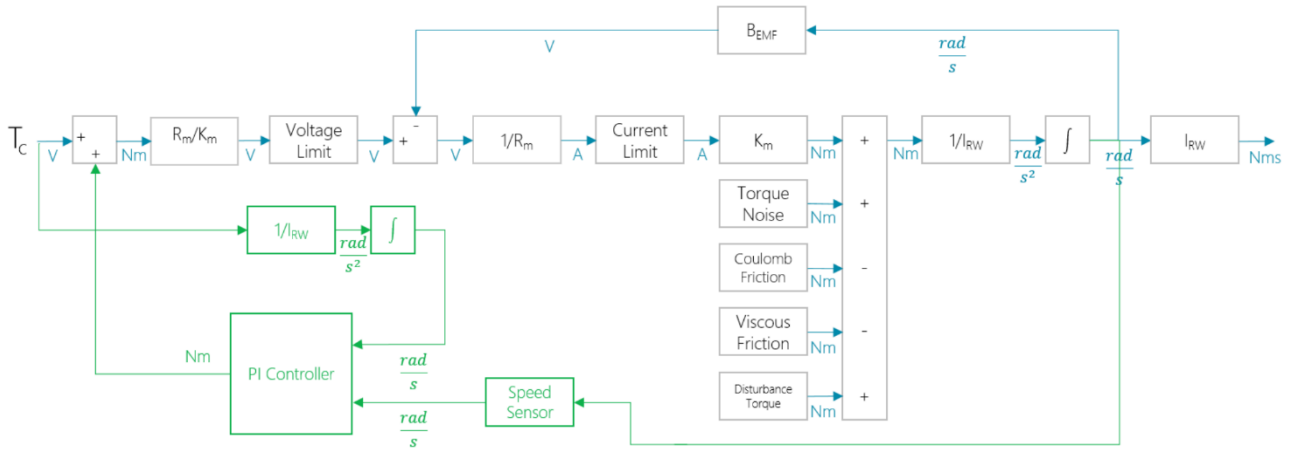 B_EMF
V
rad
s
T_c
V
+
+
Nm
R_m/K_m
V
Voltage
Limit
V
-
+
V
1/R_m
A
Current
Limit
A
K_m
Nm
+
Nm
1/I_RW
rad
s²
∫
rad
s
I_RW
Nms
Torque
Noise
Nm
+
1/I_RW
rad
s²
∫
Coulomb
Friction
Nm
-
Viscous
Friction
Nm
-
Nm
PI Controller
rad
s
Speed
Sensor
rad
s
Disturbance
Torque
Nm
+